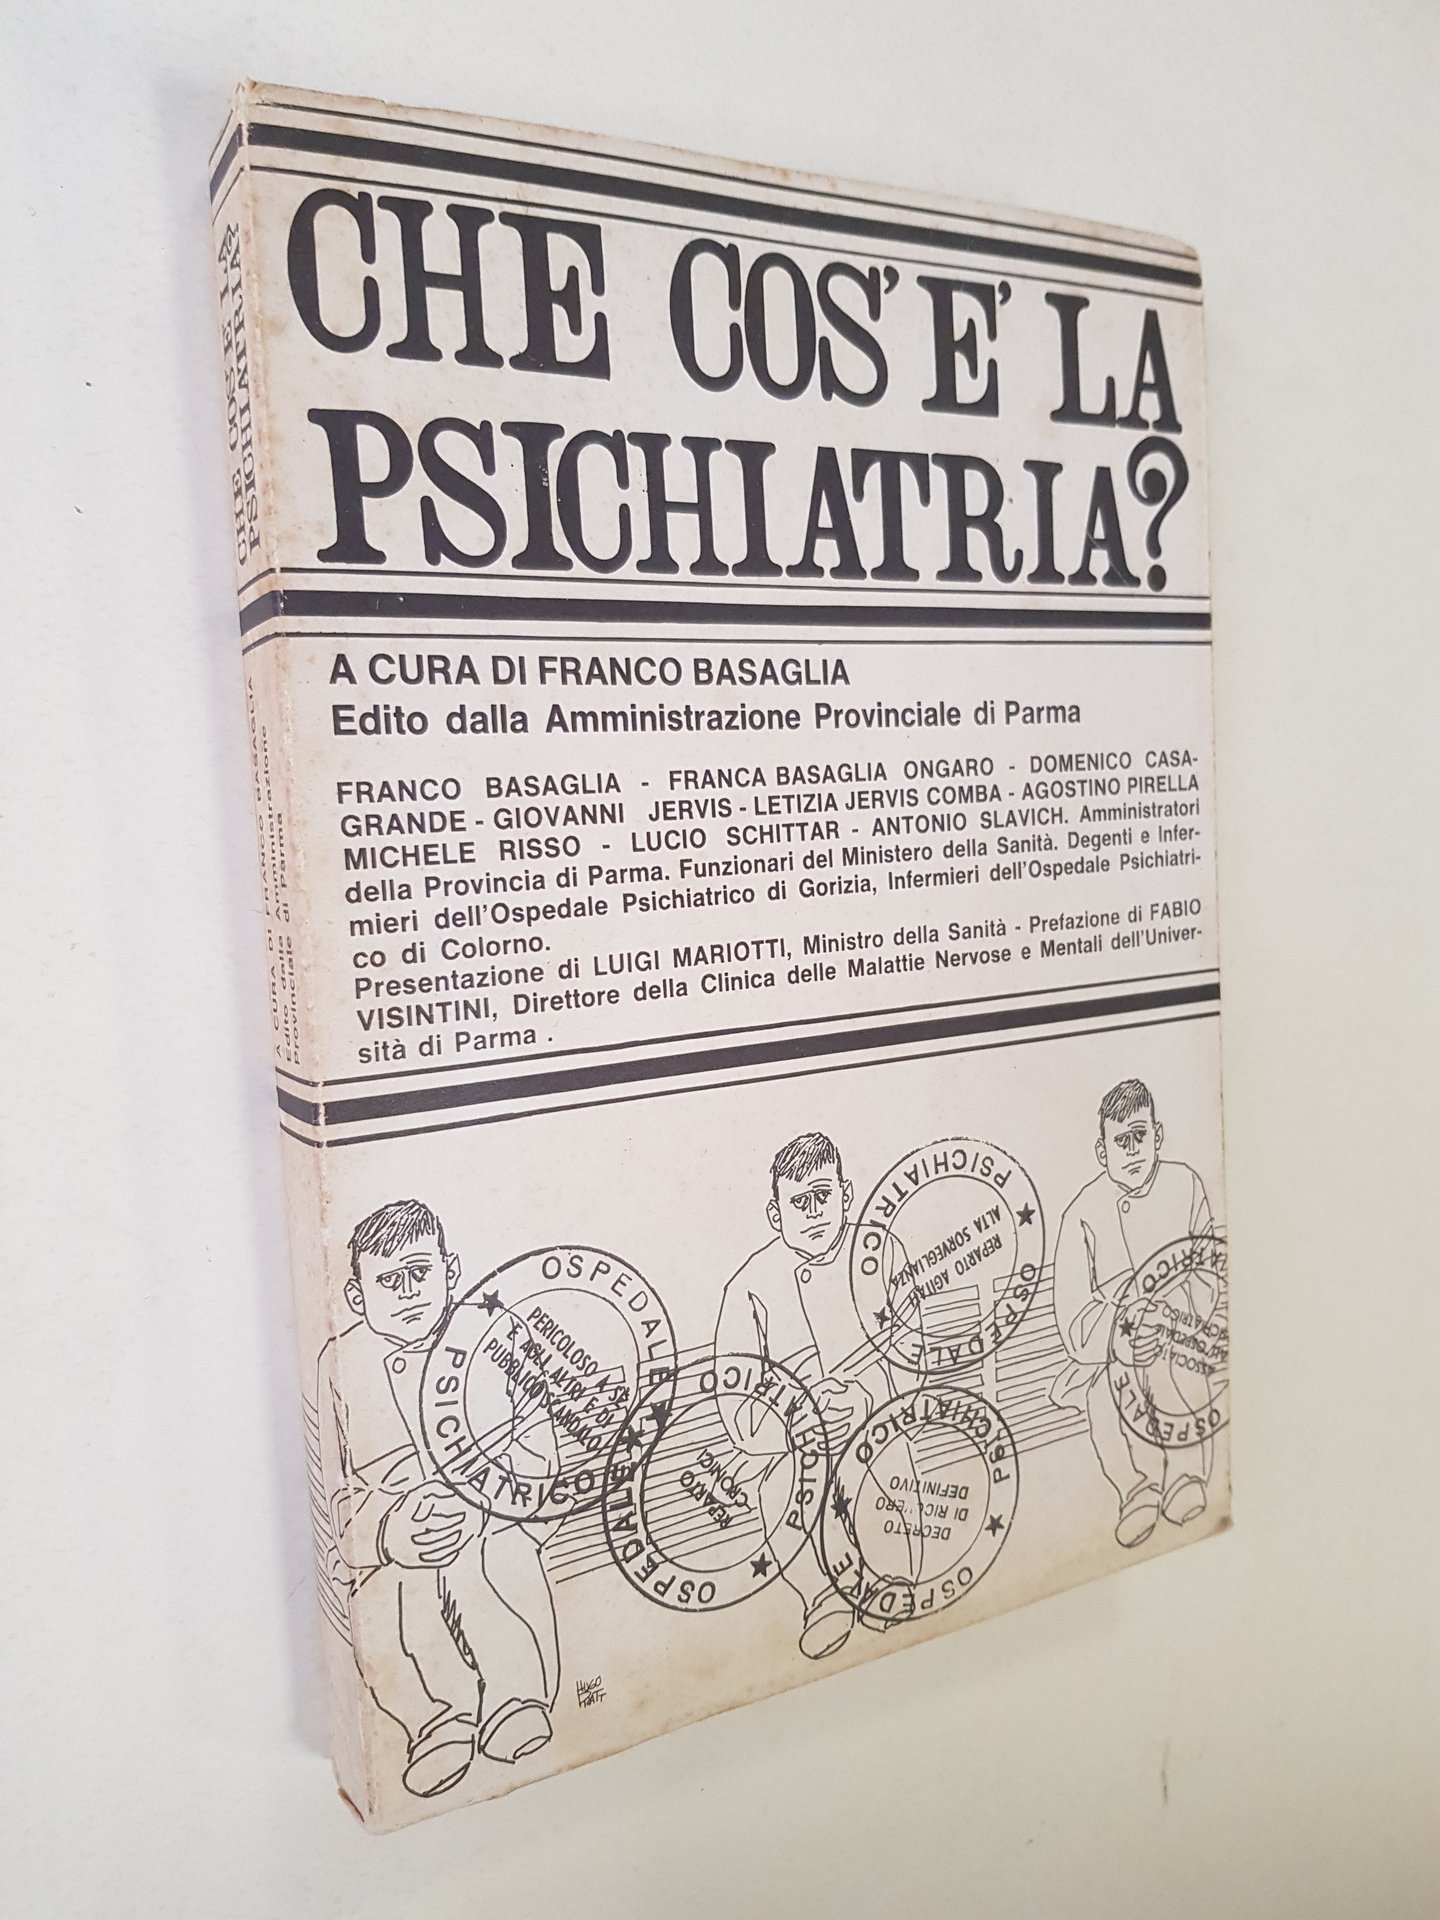 CHE COS'E' LA
PSICHIATRIA?
A CURA DI FRANCO BASAGLIA
Edito dalla Amministrazione Provinciale di Parma
FRANCO BASAGLIA - FRANCA BASAGLIA ONGARO - DOMENICO CASA-
GRANDE - GIOVANNI JERVIS - LETIZIA JERVIS COMBA - AGOSTINO PIRELLA
MICHELE RISSO - LUCIO SCHITTAR - ANTONIO SLAVICH. Amministratori
della Provincia di Parma. Funzionari del Ministero della Sanità. Degenti e Infer-
mieri dell'Ospedale Psichiatrico di Gorizia, Infermieri dell'Ospedale Psichiatri-
co di Colorno.
Presentazione di LUIGI MARIOTTI, Ministro della Sanità - Prefazione di FABIO
VISINTINI, Direttore della Clinica delle Malattie Nervose e Mentali dell'Univer-
sità di Parma .
OSPEDALE PSICHIATRICO
PERICOLOSO A SÈ
E AGLI ALTRI E DI
PUBBLICO SCANDALO
OSPEDALE PSICHIATRICO
REPARTO
CRONICI
OSPEDALE PSICHIATRICO
REPARTO AGITATI
ALTA SORVEGLIANZA
OSPEDALE PSICHIATRICO
DECRETO
DI RICOVERO
DEFINITIVO
OSPEDALE
ASSOCIATO
ALL'OSPEDALE
HUGO
PRATT
CHE COS'È LA
PSICHIATRIA?
A CURA DI FRANCO BASAGLIA
Edito dalla Amministrazione
Provinciale di Parma